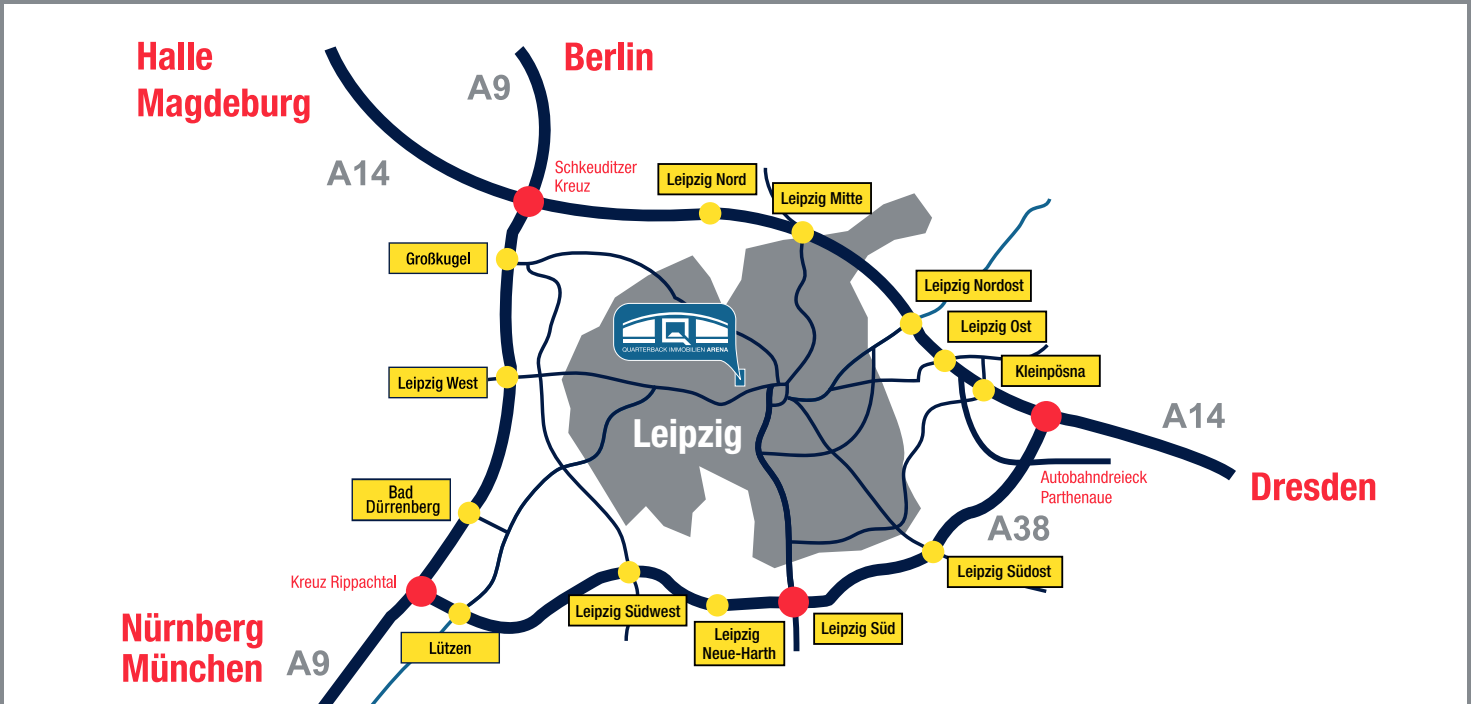 Halle
Magdeburg
Berlin
A9
A14
Schkeuditzer
Kreuz
Leipzig Nord
Leipzig Mitte
Großkugel
Leipzig Nordost
Leipzig Ost
QUARTERBACK IMMOBILIEN ARENA
Kleinpösna
Leipzig West
A14
Leipzig
Autobahndreieck
Parthenaue
Dresden
Bad
Dürrenberg
A38
Kreuz Rippachtal
Leipzig Südost
Nürnberg
München
A9
Lützen
Leipzig Südwest
Leipzig
Neue-Harth
Leipzig Süd